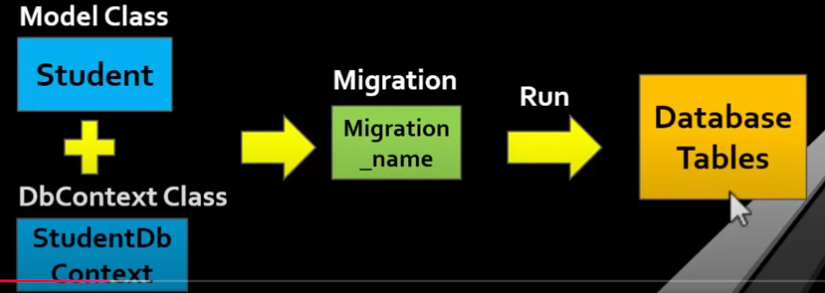 Model Class
Student
DbContext Class
StudentDb
Context
Migration
Migration
_name
Run
Database
Tables